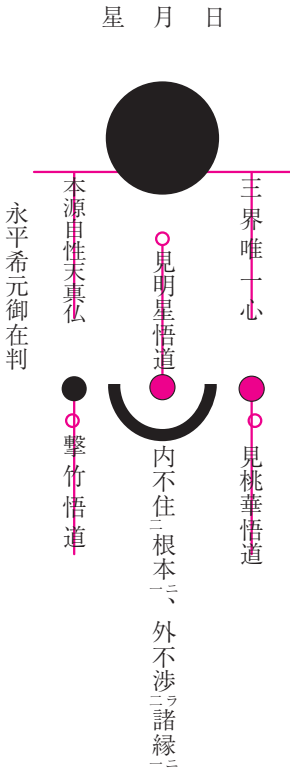 日月星
三界唯一心
見桃華悟道
見明星悟道
内不住㆓根本㆒ニ、外不渉ラ㆓諸縁㆒ニ
本源自性天真仏
撃竹悟道
永平希元御在判